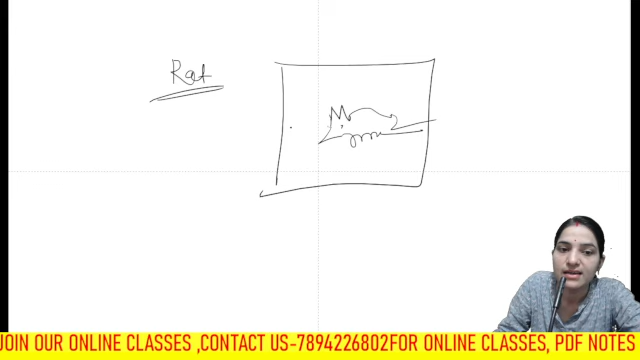 Rat
JOIN OUR ONLINE CLASSES ,CONTACT US-7894226802FOR ONLINE CLASSES, PDF NOTES